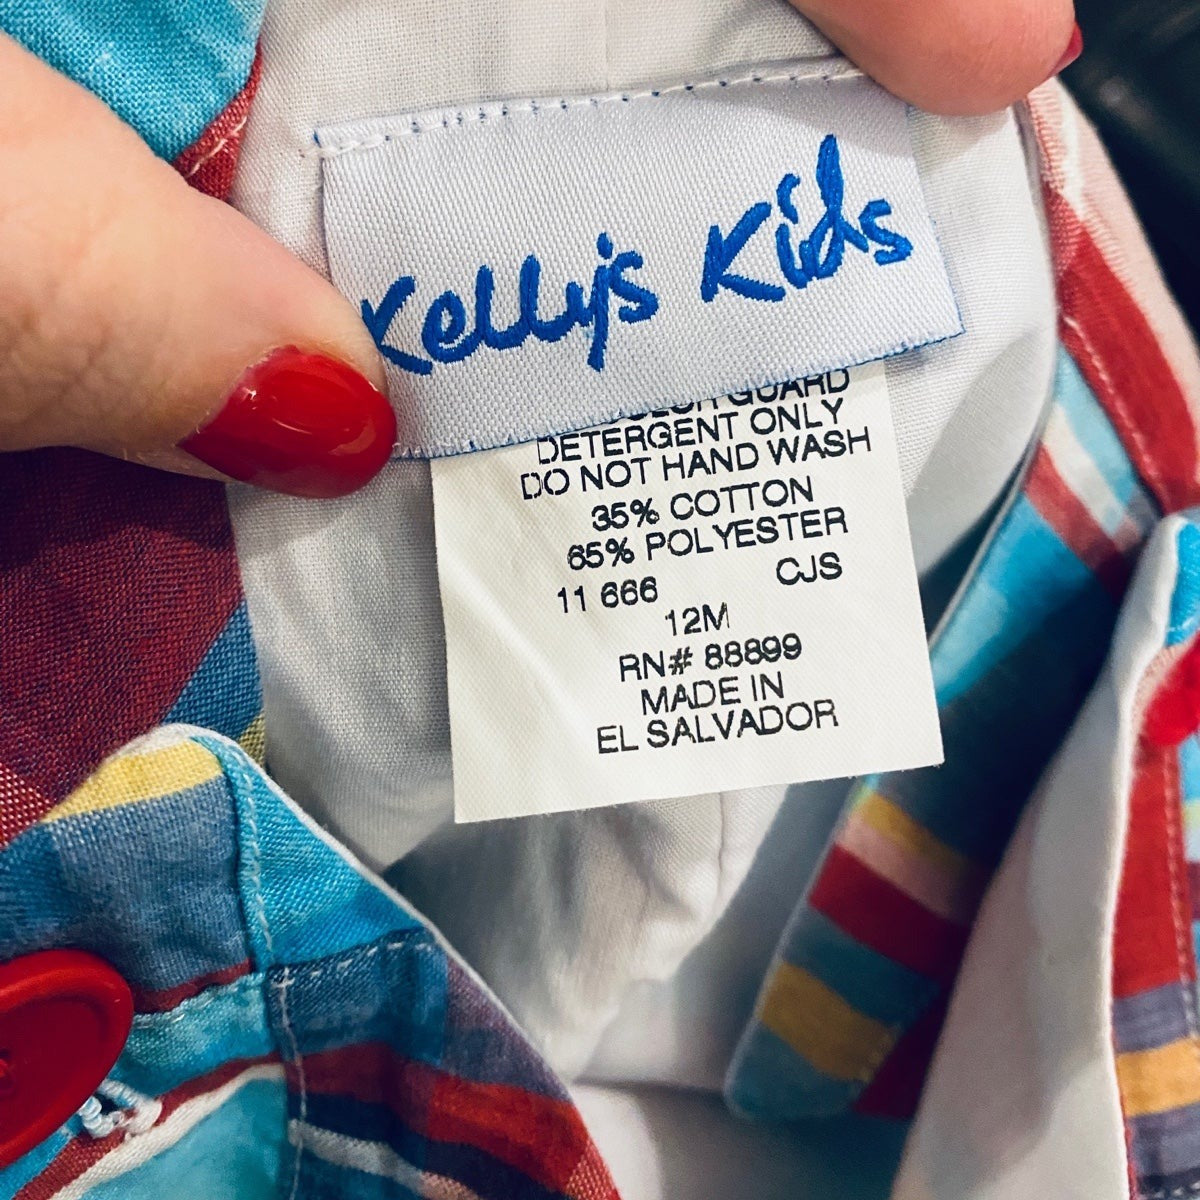 Kelly's Kids
GUARD
DETERGENT ONLY
DO NOT HAND WASH
35% COTTON
65% POLYESTER
11 666 CJS
12M
RN# 88899
MADE IN
EL SALVADOR